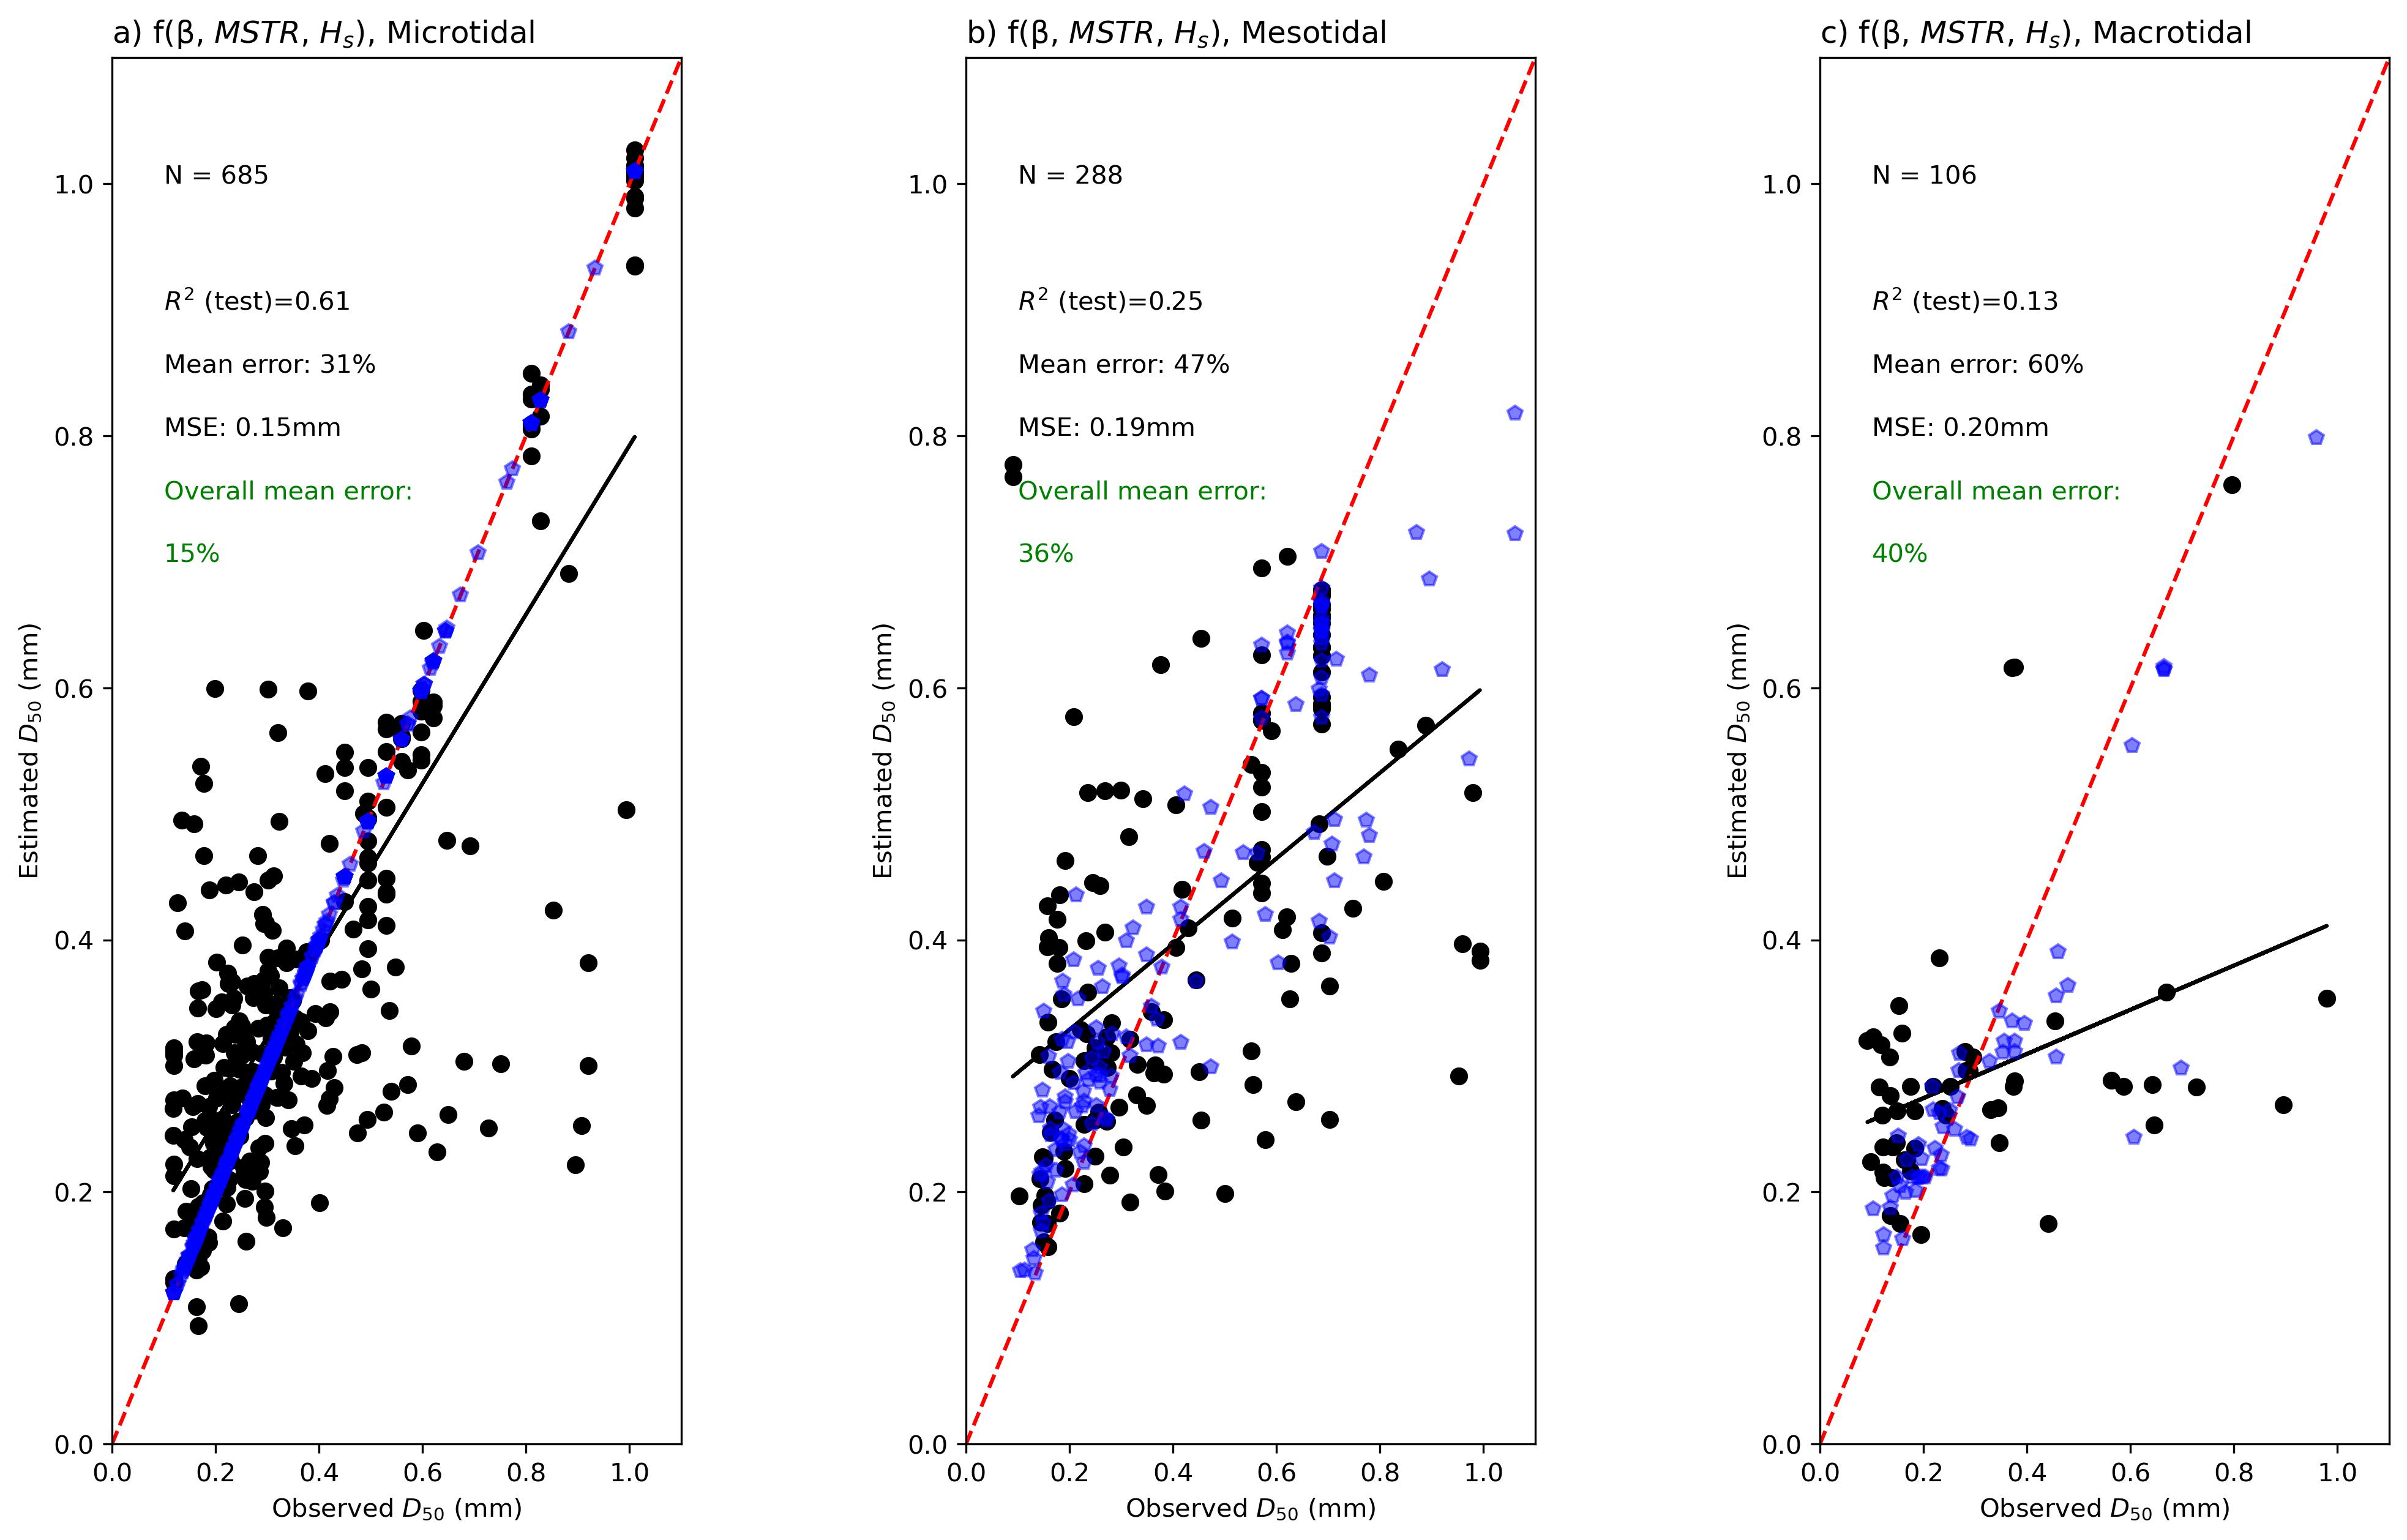 a) f(β, MSTR, Hₛ), Microtidal
N = 685
R² (test)=0.61
Mean error: 31%
MSE: 0.15mm
Overall mean error:
15%
Estimated D₅₀ (mm)
1.0
0.8
0.6
0.4
0.2
0.0
0.0 0.2 0.4 0.6 0.8 1.0
Observed D₅₀ (mm)
b) f(β, MSTR, Hₛ), Mesotidal
N = 288
R² (test)=0.25
Mean error: 47%
MSE: 0.19mm
Overall mean error:
36%
Estimated D₅₀ (mm)
1.0
0.8
0.6
0.4
0.2
0.0
0.0 0.2 0.4 0.6 0.8 1.0
Observed D₅₀ (mm)
c) f(β, MSTR, Hₛ), Macrotidal
N = 106
R² (test)=0.13
Mean error: 60%
MSE: 0.20mm
Overall mean error:
40%
Estimated D₅₀ (mm)
1.0
0.8
0.6
0.4
0.2
0.0
0.0 0.2 0.4 0.6 0.8 1.0
Observed D₅₀ (mm)